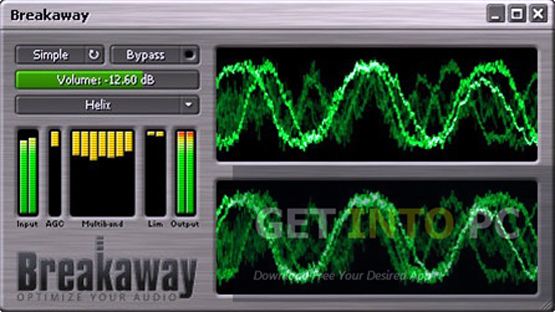 Breakaway
Simple
Bypass
Volume: -12.60 dB
Helix
Input AGC Multiband Lim Output
Breakaway
OPTIMIZE YOUR AUDIO
GET INTO PC
Download Free Your Desired App